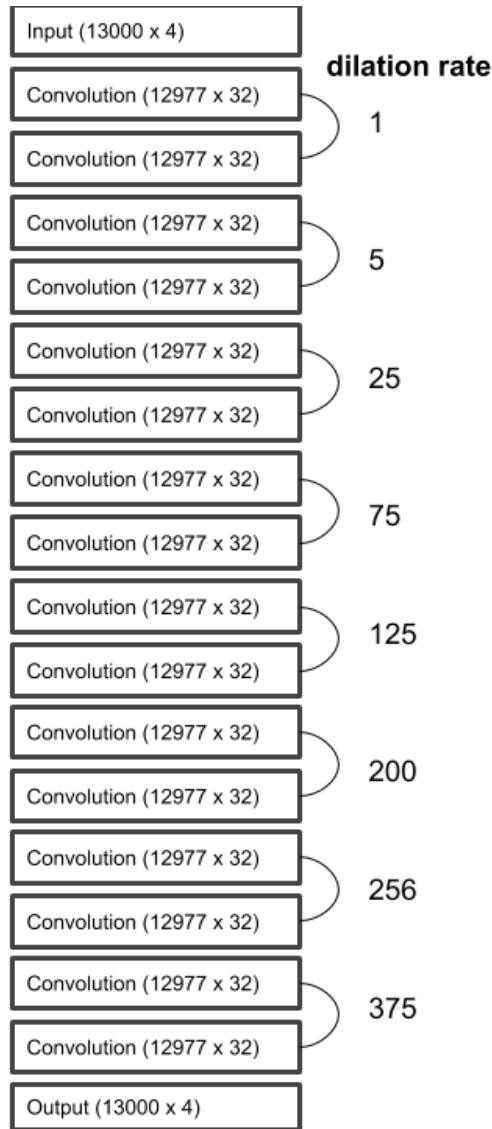 Input (13000 x 4)
dilation rate
Convolution (12977 x 32)
1
Convolution (12977 x 32)
Convolution (12977 x 32)
5
Convolution (12977 x 32)
Convolution (12977 x 32)
25
Convolution (12977 x 32)
Convolution (12977 x 32)
75
Convolution (12977 x 32)
Convolution (12977 x 32)
125
Convolution (12977 x 32)
Convolution (12977 x 32)
200
Convolution (12977 x 32)
Convolution (12977 x 32)
256
Convolution (12977 x 32)
Convolution (12977 x 32)
375
Convolution (12977 x 32)
Output (13000 x 4)